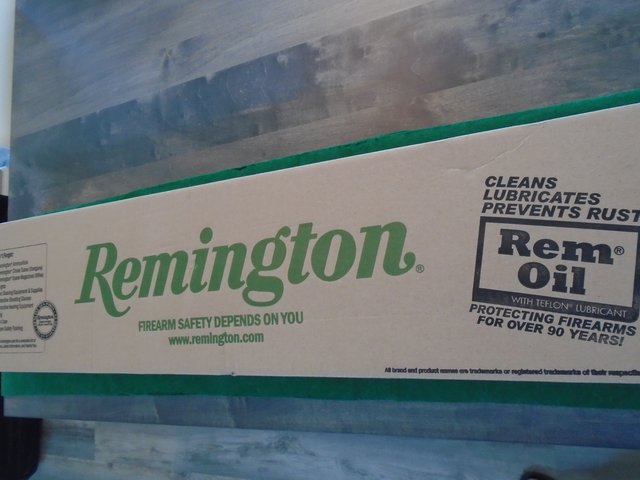 Remington®
FIREARM SAFETY DEPENDS ON YOU
www.remington.com
CLEANS
LUBRICATES
PREVENTS RUST
Rem®
Oil
WITH TEFLON® LUBRICANT
PROTECTING FIREARMS
FOR OVER 90 YEARS!
All brand and product names are trademarks or registered trademarks of their